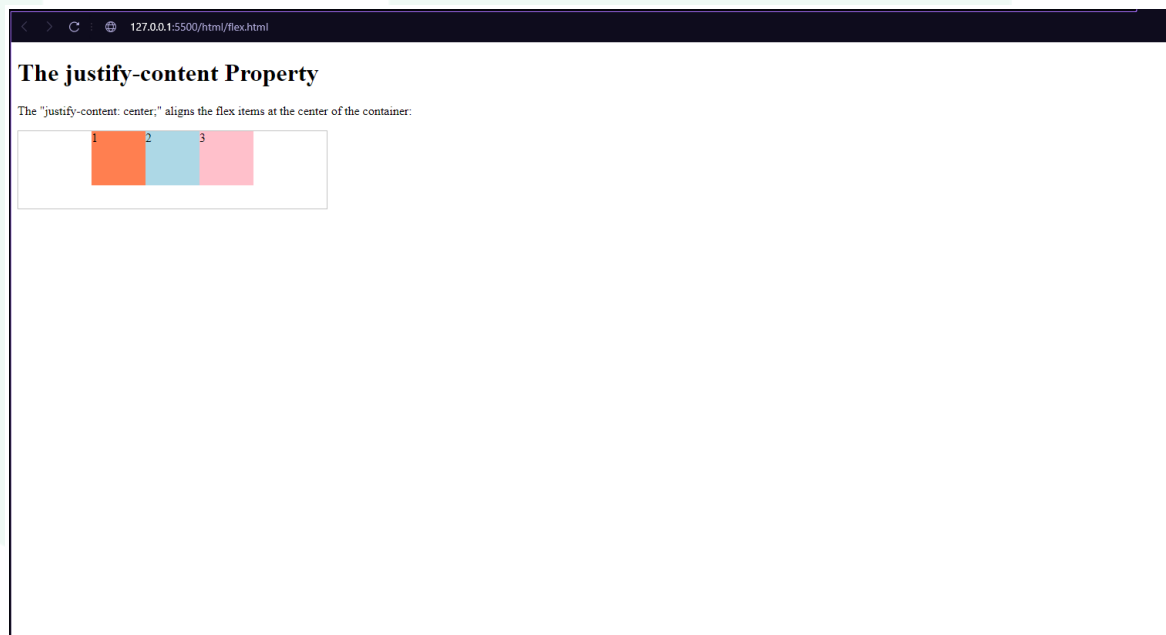 127.0.0.1:5500/html/flex.html
The justify-content Property
The "justify-content: center;" aligns the flex items at the center of the container:
1 2 3